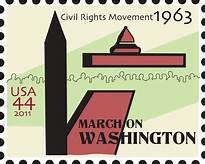 Civil Rights Movement 1963
USA
44
2011
MARCH ON
WASHINGTON